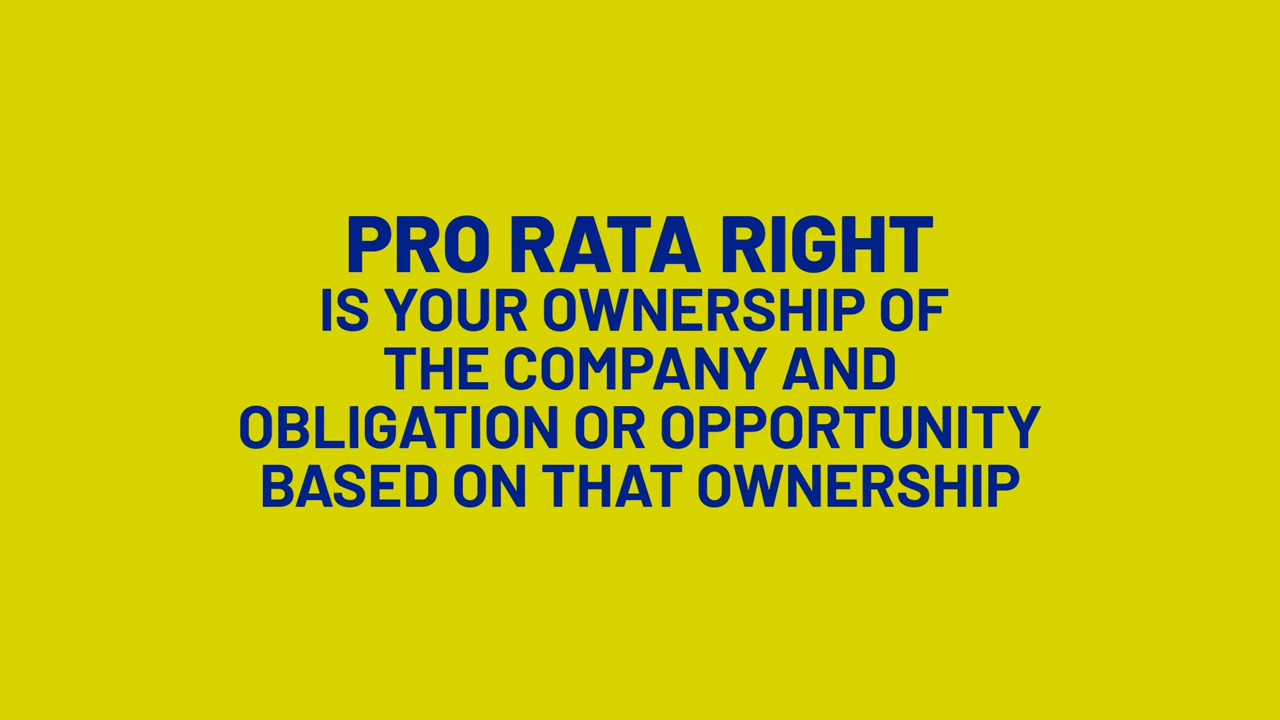 PRO RATA RIGHT
IS YOUR OWNERSHIP OF
THE COMPANY AND
OBLIGATION OR OPPORTUNITY
BASED ON THAT OWNERSHIP